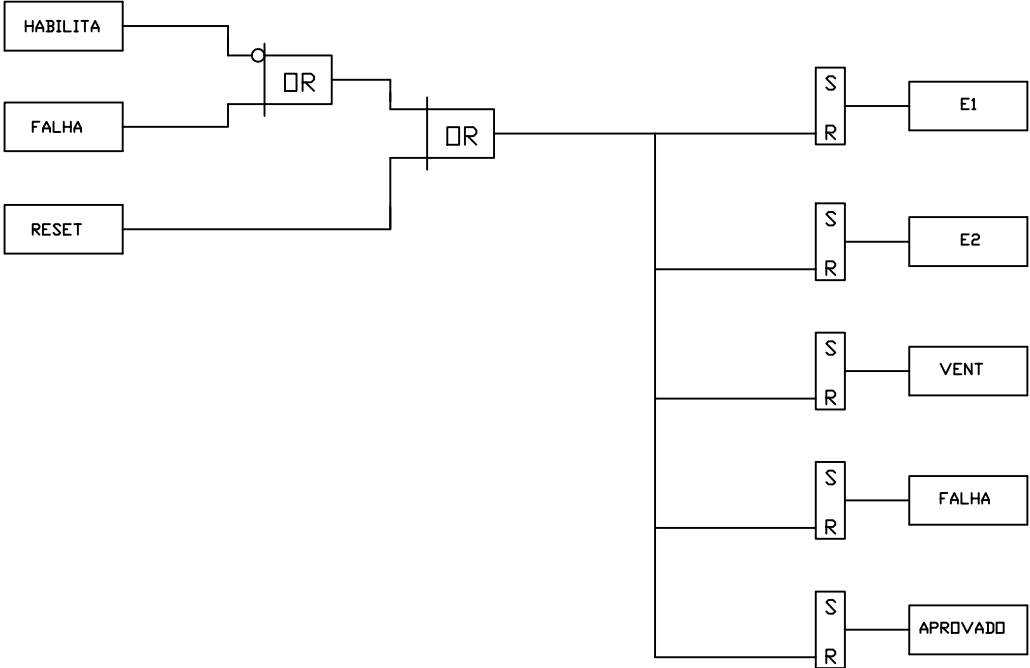 HABILITA
OR
FALHA
OR
RESET
S
R
E1
S
R
E2
S
R
VENT
S
R
FALHA
S
R
APROVADO